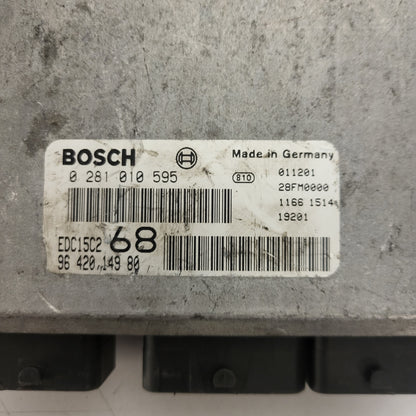 BOSCH Made in Germany
0 281 010 595 810 011201
28FM0000
1166 1514
19201
EDC15C2 68
96 420 149 80